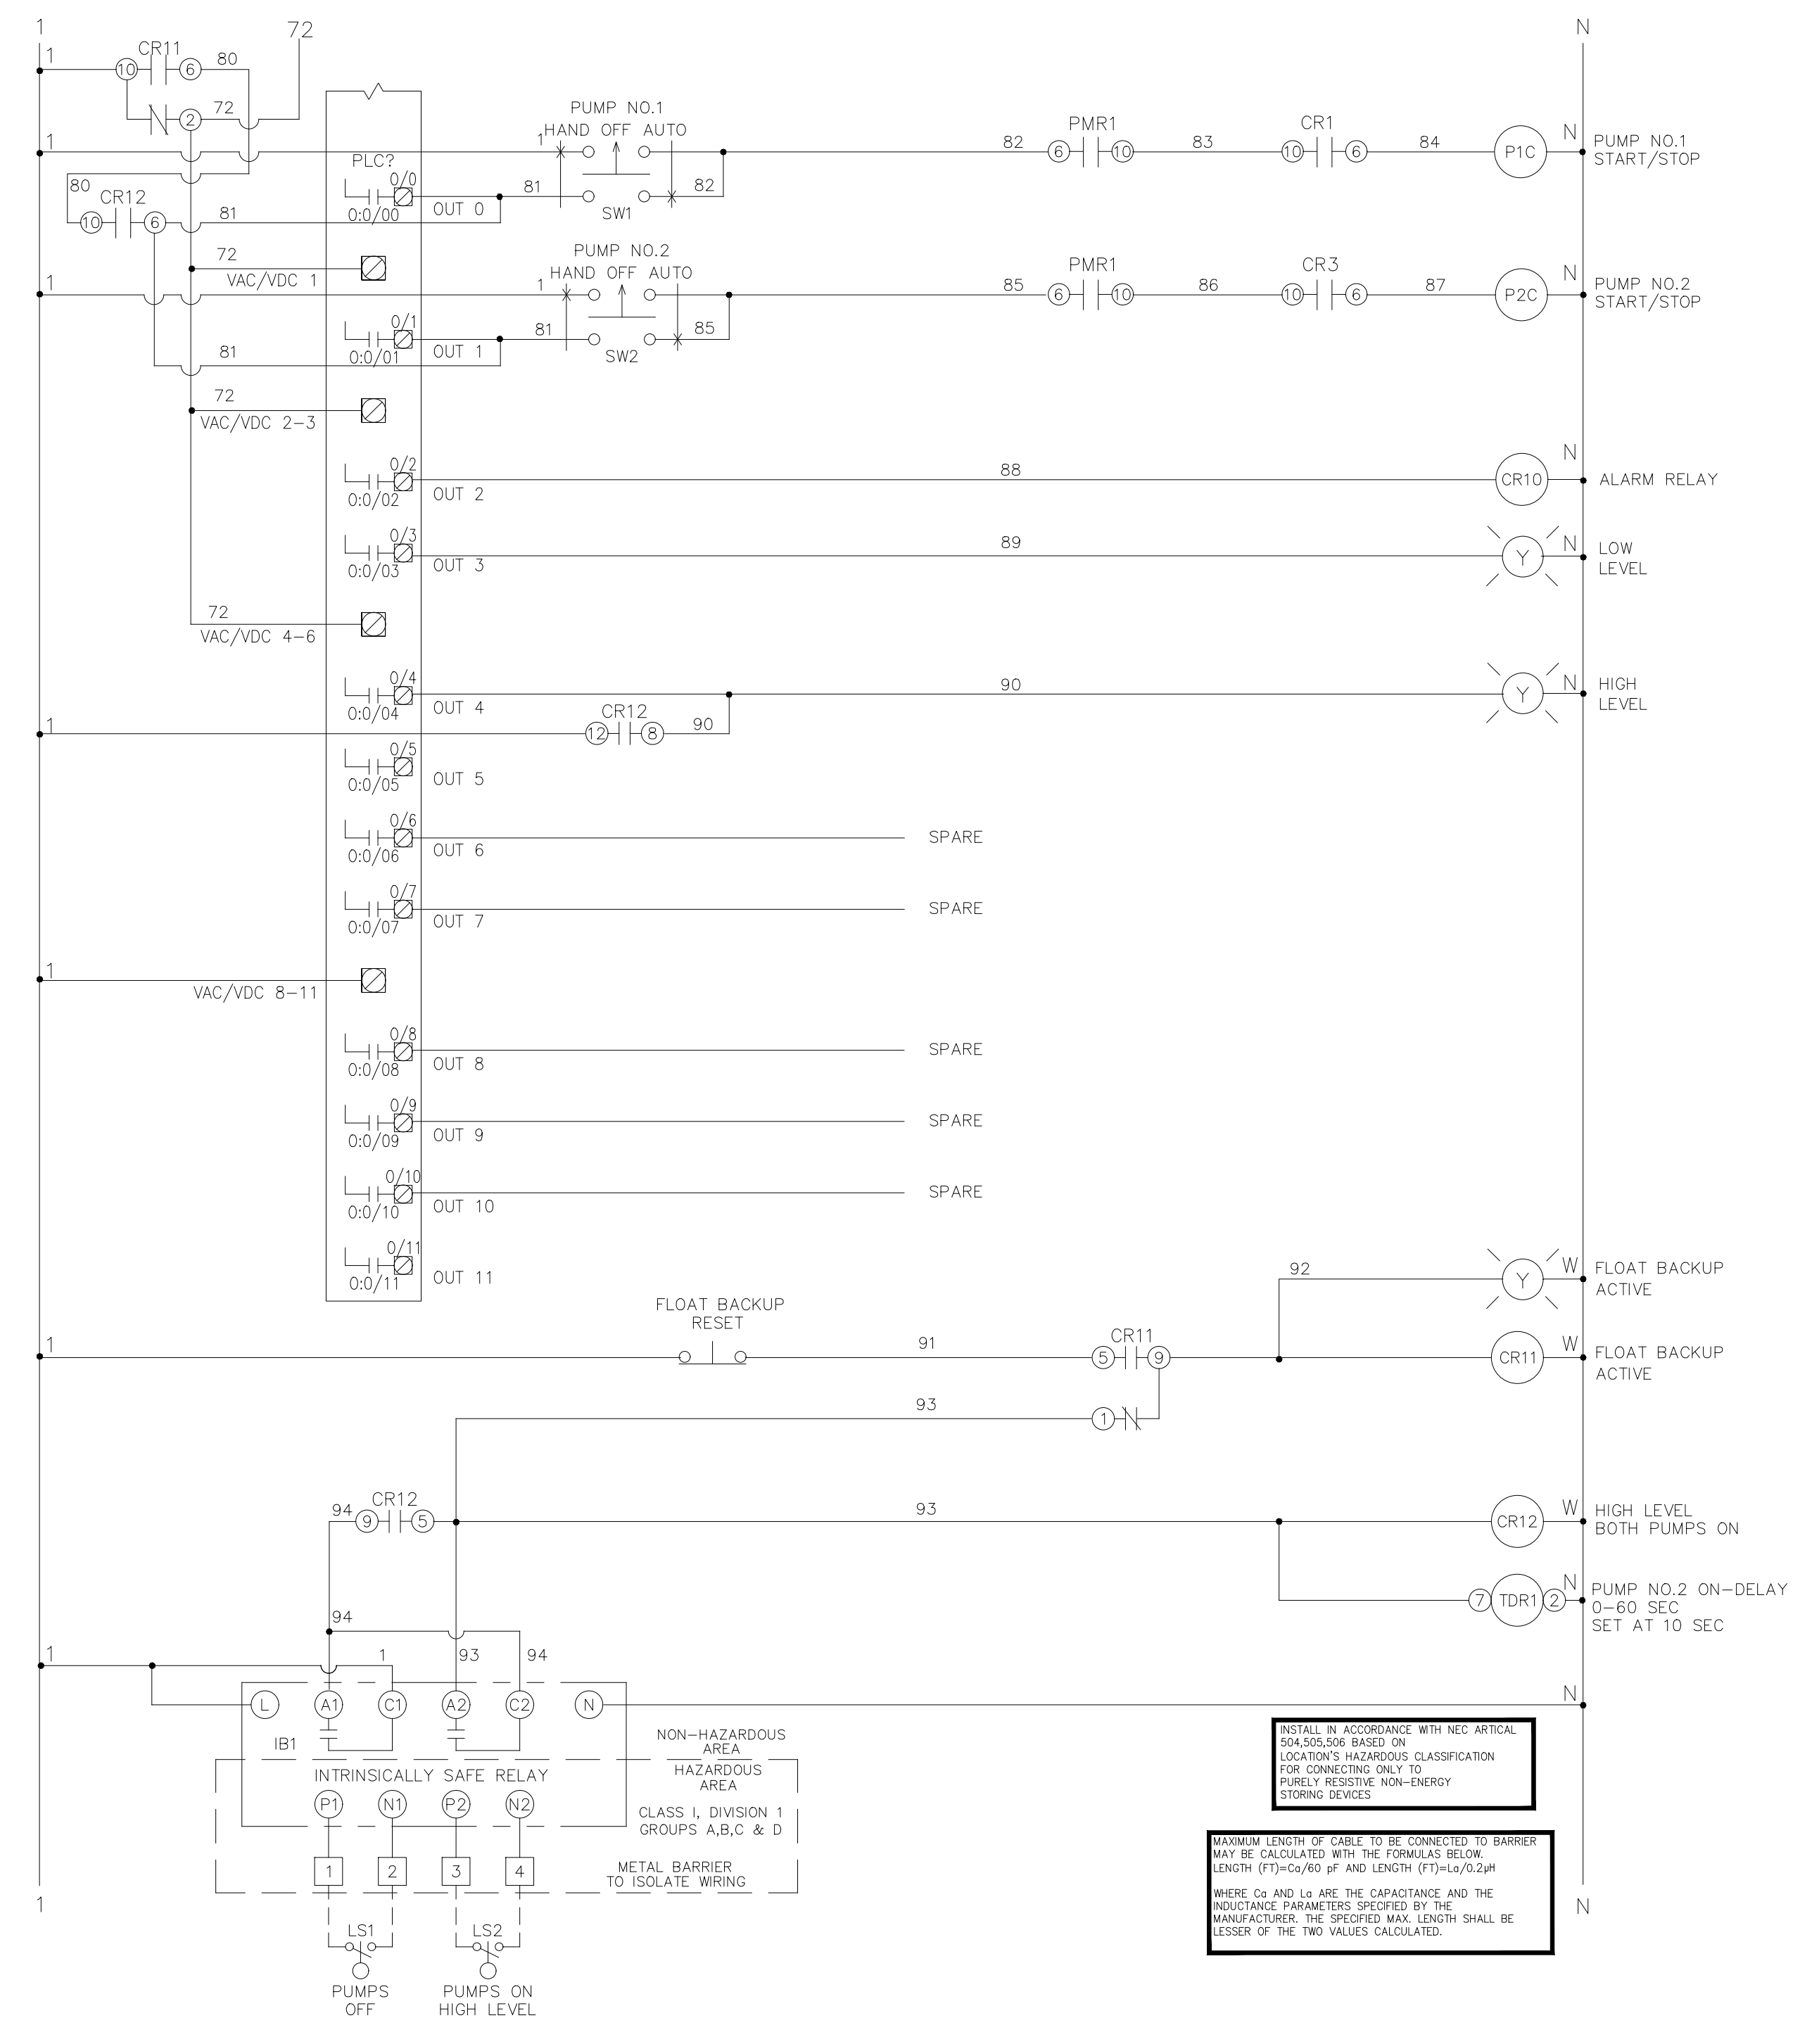 1
N
1
CR11
10
6
80
72
2
72
1
PLC?
PUMP NO.1
HAND OFF AUTO
1
82
PMR1
6
10
83
CR1
10
6
84
P1C
N
PUMP NO.1
START/STOP
80
CR12
10
6
81
0/0
O:0/00
OUT 0
81
82
SW1
72
VAC/VDC 1
1
PUMP NO.2
HAND OFF AUTO
1
85
PMR1
6
10
86
CR3
10
6
87
P2C
N
PUMP NO.2
START/STOP
81
0/1
O:0/01
OUT 1
81
85
SW2
72
VAC/VDC 2-3
0/2
O:0/02
OUT 2
88
CR10
N
ALARM RELAY
0/3
O:0/03
OUT 3
89
Y
N
LOW
LEVEL
72
VAC/VDC 4-6
0/4
O:0/04
OUT 4
90
Y
N
HIGH
LEVEL
1
CR12
12
8
90
0/5
O:0/05
OUT 5
0/6
O:0/06
OUT 6
SPARE
0/7
O:0/07
OUT 7
SPARE
1
VAC/VDC 8-11
0/8
O:0/08
OUT 8
SPARE
0/9
O:0/09
OUT 9
SPARE
0/10
O:0/10
OUT 10
SPARE
0/11
O:0/11
OUT 11
92
Y
W
FLOAT BACKUP
ACTIVE
1
FLOAT BACKUP
RESET
91
CR11
5
9
CR11
W
FLOAT BACKUP
ACTIVE
93
1
94
CR12
9
5
93
CR12
W
HIGH LEVEL
BOTH PUMPS ON
7
TDR1
2
N
PUMP NO.2 ON-DELAY
0-60 SEC
SET AT 10 SEC
94
1
1
93
94
L
A1
C1
A2
C2
N
N
IB1
NON-HAZARDOUS
AREA
HAZARDOUS
AREA
INTRINSICALLY SAFE RELAY
P1
N1
P2
N2
CLASS I, DIVISION 1
GROUPS A,B,C & D
1
2
3
4
METAL BARRIER
TO ISOLATE WIRING
LS1
LS2
PUMPS
OFF
PUMPS ON
HIGH LEVEL
INSTALL IN ACCORDANCE WITH NEC ARTICAL
504,505,506 BASED ON
LOCATION'S HAZARDOUS CLASSIFICATION
FOR CONNECTING ONLY TO
PURELY RESISTIVE NON-ENERGY
STORING DEVICES
MAXIMUM LENGTH OF CABLE TO BE CONNECTED TO BARRIER
MAY BE CALCULATED WITH THE FORMULAS BELOW.
LENGTH (FT)=Ca/60 pF AND LENGTH (FT)=La/0.2µH
WHERE Ca AND La ARE THE CAPACITANCE AND THE
INDUCTANCE PARAMETERS SPECIFIED BY THE
MANUFACTURER. THE SPECIFIED MAX. LENGTH SHALL BE
LESSER OF THE TWO VALUES CALCULATED.
1
N